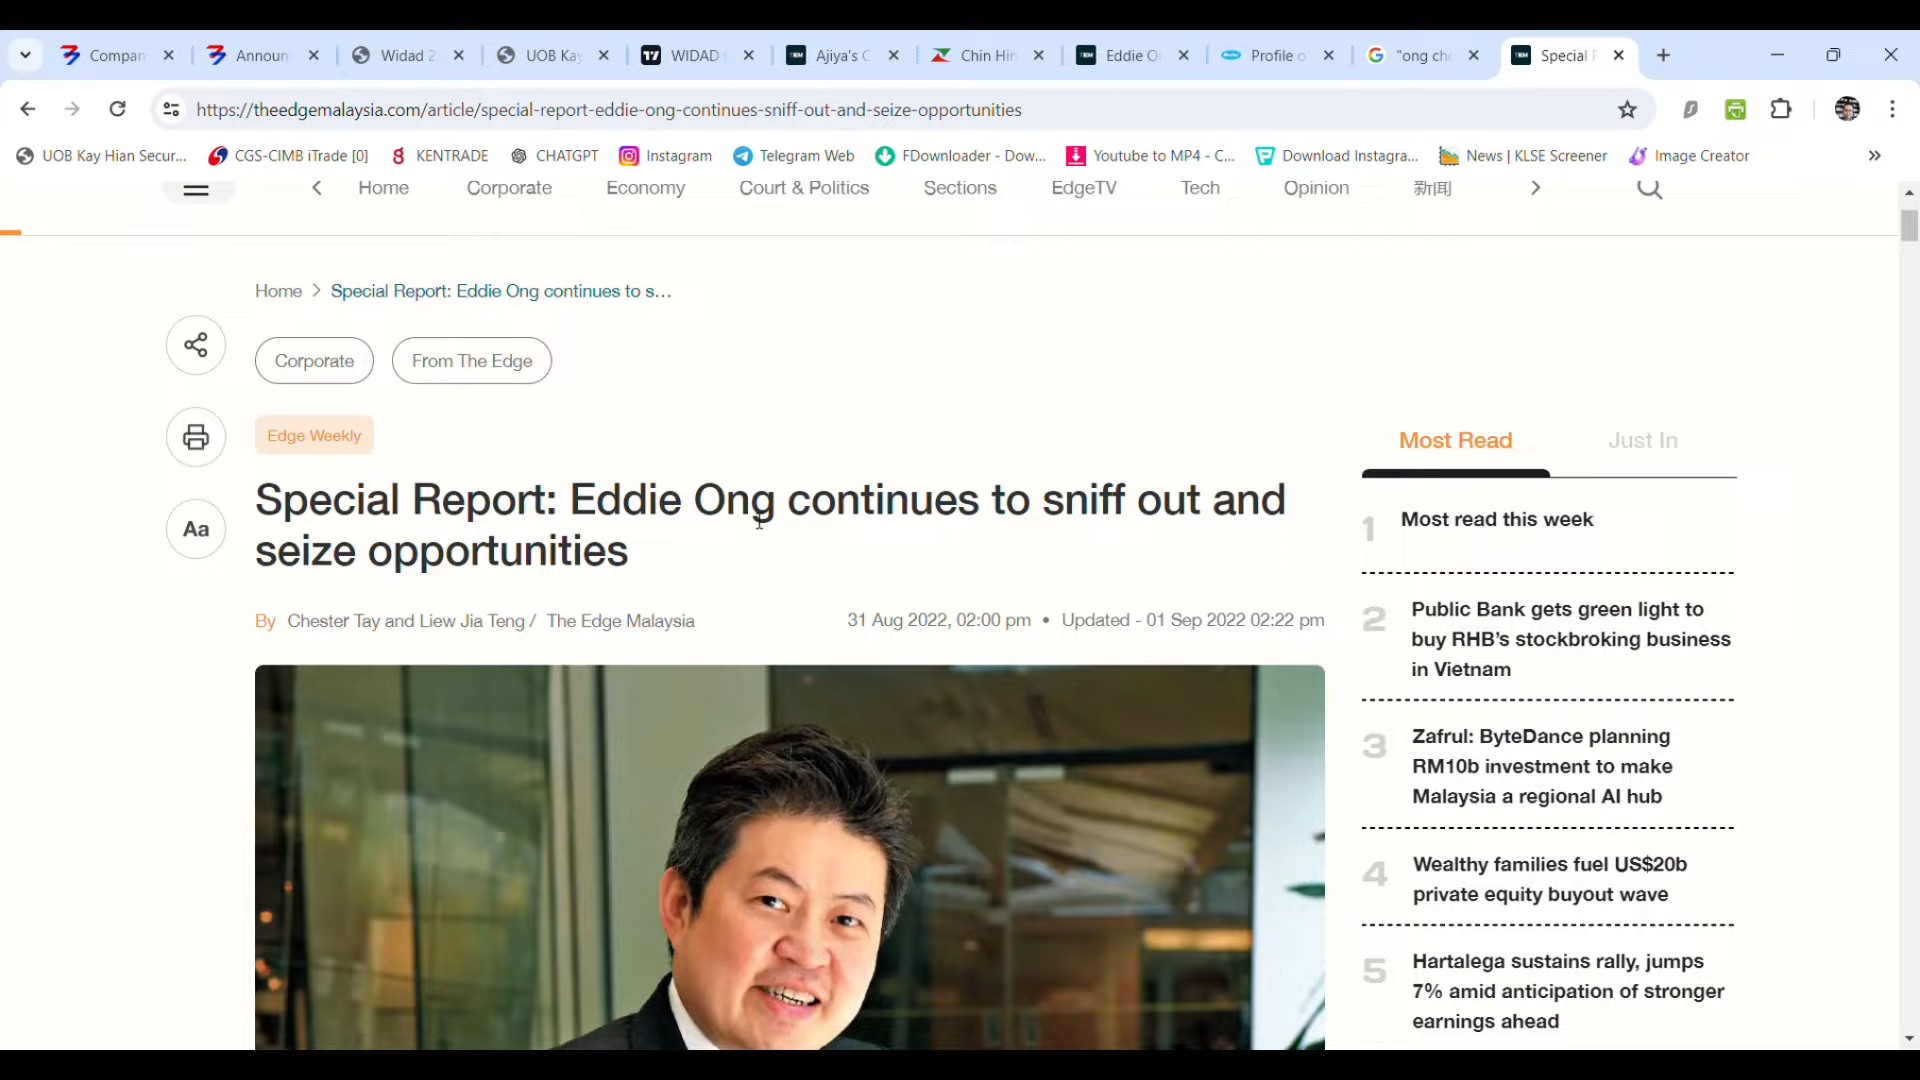 Compan
Announ
Widad 2
UOB Kay
WIDAD
Ajiya's C
Chin Hin
Eddie O
Profile o
"ong ch
Special
https://theedgemalaysia.com/article/special-report-eddie-ong-continues-sniff-out-and-seize-opportunities
UOB Kay Hian Secur...
CGS-CIMB iTrade [0]
KENTRADE
CHATGPT
Instagram
Telegram Web
FDownloader - Dow...
Youtube to MP4 - C...
Download Instagra...
News | KLSE Screener
Image Creator
Home
Corporate
Economy
Court & Politics
Sections
EdgeTV
Tech
Opinion
新闻
Home > Special Report: Eddie Ong continues to s...
Corporate
From The Edge
Edge Weekly
Special Report: Eddie Ong continues to sniff out and
seize opportunities
By Chester Tay and Liew Jia Teng / The Edge Malaysia
31 Aug 2022, 02:00 pm • Updated - 01 Sep 2022 02:22 pm
Aa
Most Read
Just In
1
Most read this week
2
Public Bank gets green light to
buy RHB's stockbroking business
in Vietnam
3
Zafrul: ByteDance planning
RM10b investment to make
Malaysia a regional AI hub
4
Wealthy families fuel US$20b
private equity buyout wave
5
Hartalega sustains rally, jumps
7% amid anticipation of stronger
earnings ahead